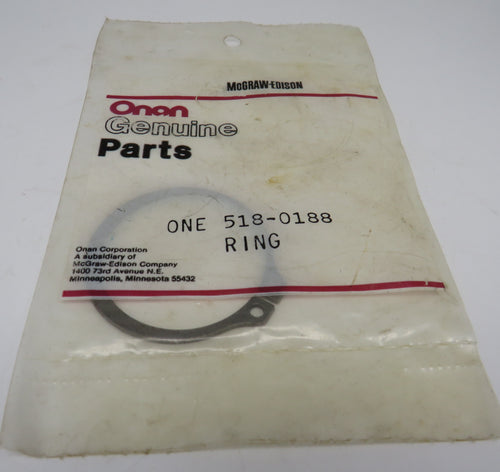 McGRAW-EDISON
Onan
Genuine
Parts
ONE 518-0188
RING
Onan Corporation
A subsidiary of
McGraw-Edison Company
1400 73rd Avenue N.E.
Minneapolis, Minnesota 55432